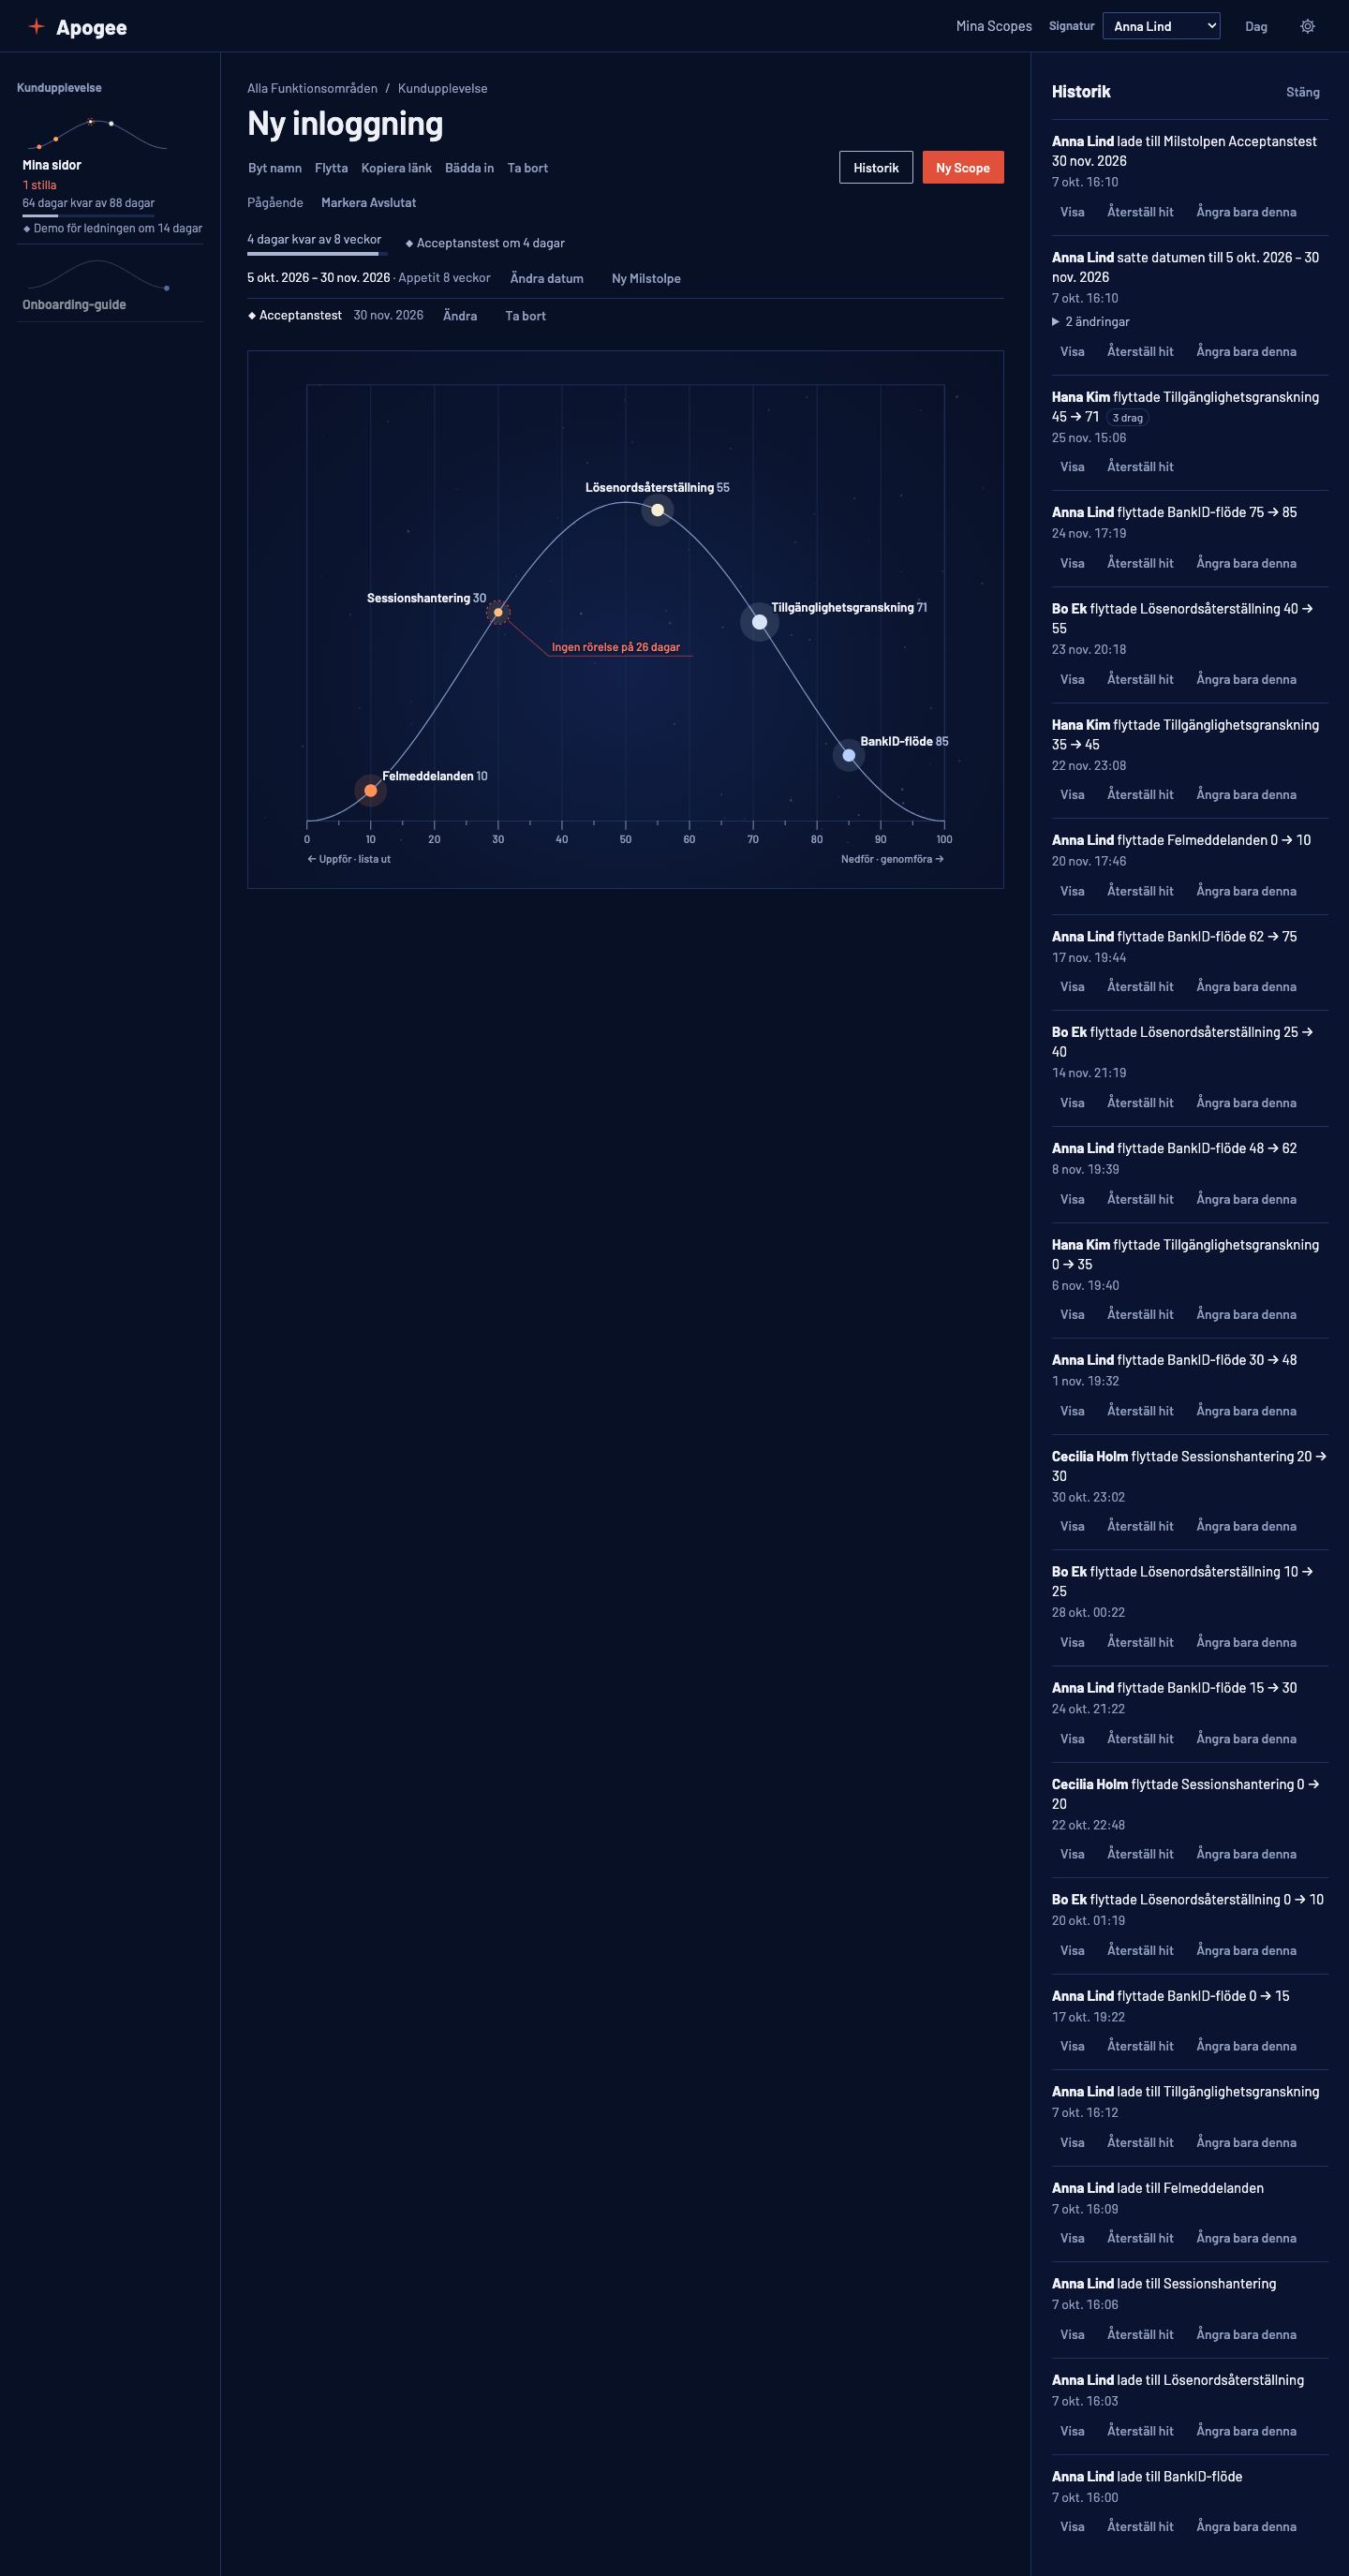 Apogee
Mina Scopes
Signatur
Anna Lind
Dag
Kundupplevelse
Mina sidor
1 stilla
64 dagar kvar av 88 dagar
◆ Demo för ledningen om 14 dagar
Onboarding-guide
Alla Funktionsområden / Kundupplevelse
Ny inloggning
Byt namn Flytta Kopiera länk Bädda in Ta bort
Historik
Ny Scope
Pågående Markera Avslutat
4 dagar kvar av 8 veckor ◆ Acceptanstest om 4 dagar
5 okt. 2026 – 30 nov. 2026 · Appetit 8 veckor Ändra datum Ny Milstolpe
◆ Acceptanstest 30 nov. 2026 Ändra Ta bort
Lösenordsåterställning 55
Sessionshantering 30
Tillgänglighetsgranskning 71
Ingen rörelse på 26 dagar
BankID-flöde 85
Felmeddelanden 10
0 10 20 30 40 50 60 70 80 90 100
← Uppför · lista ut
Nedför · genomföra →
Historik
Stäng
Anna Lind lade till Milstolpen Acceptanstest
30 nov. 2026
7 okt. 16:10
Visa Återställ hit Ångra bara denna
Anna Lind satte datumen till 5 okt. 2026 – 30
nov. 2026
7 okt. 16:10
▶ 2 ändringar
Visa Återställ hit Ångra bara denna
Hana Kim flyttade Tillgänglighetsgranskning
45 → 71 3 drag
25 nov. 15:06
Visa Återställ hit
Anna Lind flyttade BankID-flöde 75 → 85
24 nov. 17:19
Visa Återställ hit Ångra bara denna
Bo Ek flyttade Lösenordsåterställning 40 →
55
23 nov. 20:18
Visa Återställ hit Ångra bara denna
Hana Kim flyttade Tillgänglighetsgranskning
35 → 45
22 nov. 23:08
Visa Återställ hit Ångra bara denna
Anna Lind flyttade Felmeddelanden 0 → 10
20 nov. 17:46
Visa Återställ hit Ångra bara denna
Anna Lind flyttade BankID-flöde 62 → 75
17 nov. 19:44
Visa Återställ hit Ångra bara denna
Bo Ek flyttade Lösenordsåterställning 25 →
40
14 nov. 21:19
Visa Återställ hit Ångra bara denna
Anna Lind flyttade BankID-flöde 48 → 62
8 nov. 19:39
Visa Återställ hit Ångra bara denna
Hana Kim flyttade Tillgänglighetsgranskning
0 → 35
6 nov. 19:40
Visa Återställ hit Ångra bara denna
Anna Lind flyttade BankID-flöde 30 → 48
1 nov. 19:32
Visa Återställ hit Ångra bara denna
Cecilia Holm flyttade Sessionshantering 20 →
30
30 okt. 23:02
Visa Återställ hit Ångra bara denna
Bo Ek flyttade Lösenordsåterställning 10 →
25
28 okt. 00:22
Visa Återställ hit Ångra bara denna
Anna Lind flyttade BankID-flöde 15 → 30
24 okt. 21:22
Visa Återställ hit Ångra bara denna
Cecilia Holm flyttade Sessionshantering 0 →
20
22 okt. 22:48
Visa Återställ hit Ångra bara denna
Bo Ek flyttade Lösenordsåterställning 0 → 10
20 okt. 01:19
Visa Återställ hit Ångra bara denna
Anna Lind flyttade BankID-flöde 0 → 15
17 okt. 19:22
Visa Återställ hit Ångra bara denna
Anna Lind lade till Tillgänglighetsgranskning
7 okt. 16:12
Visa Återställ hit Ångra bara denna
Anna Lind lade till Felmeddelanden
7 okt. 16:09
Visa Återställ hit Ångra bara denna
Anna Lind lade till Sessionshantering
7 okt. 16:06
Visa Återställ hit Ångra bara denna
Anna Lind lade till Lösenordsåterställning
7 okt. 16:03
Visa Återställ hit Ångra bara denna
Anna Lind lade till BankID-flöde
7 okt. 16:00
Visa Återställ hit Ångra bara denna